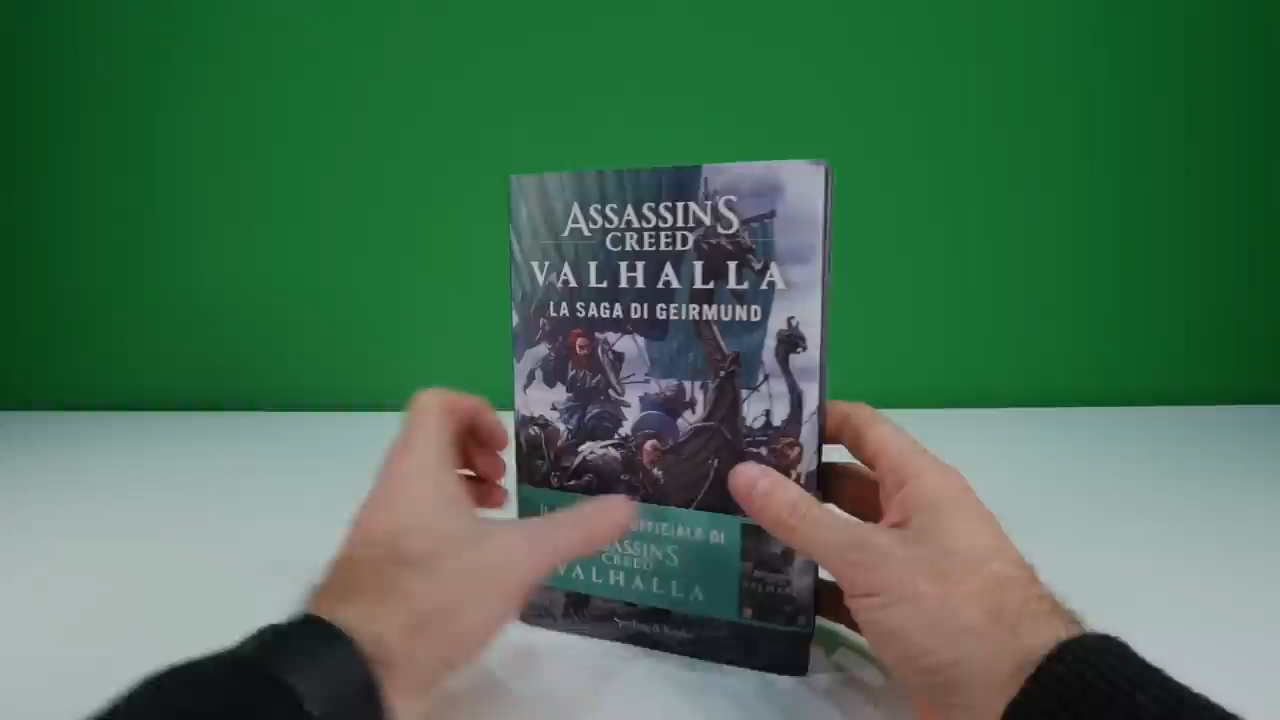 ASSASSIN'S
CREED
VALHALLA
LA SAGA DI GEIRMUND
UFFICIALE DI
ASSASSIN'S
CREED
VALHALLA